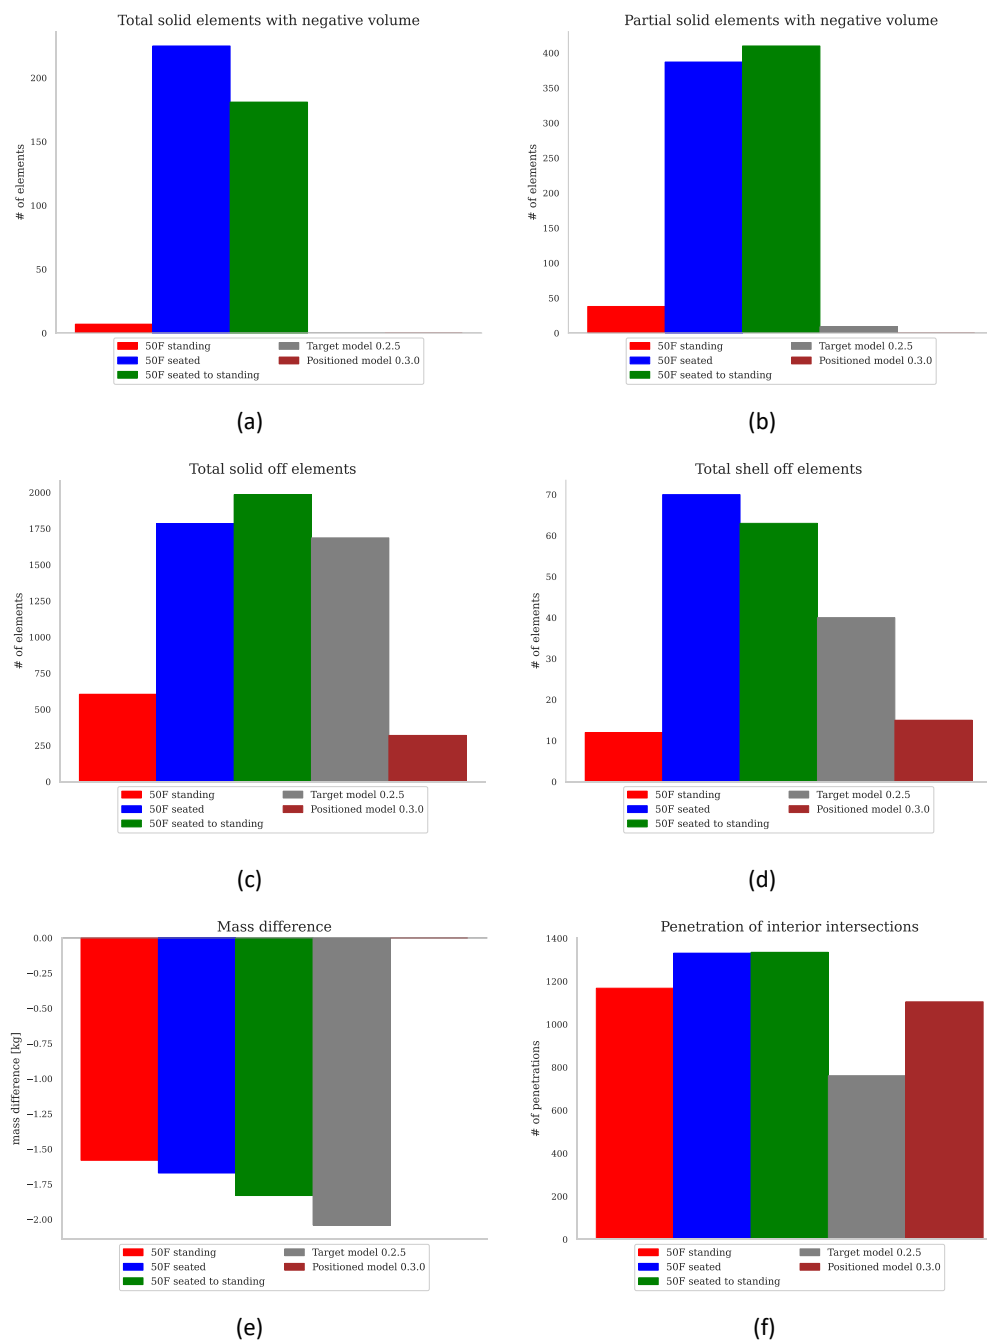 Total solid elements with negative volume
# of elements
200
150
100
50
0
50F standing
50F seated
50F seated to standing
Target model 0.2.5
Positioned model 0.3.0
(a)
Partial solid elements with negative volume
# of elements
400
350
300
250
200
150
100
50
0
50F standing
50F seated
50F seated to standing
Target model 0.2.5
Positioned model 0.3.0
(b)
Total solid off elements
# of elements
2000
1750
1500
1250
1000
750
500
250
0
50F standing
50F seated
50F seated to standing
Target model 0.2.5
Positioned model 0.3.0
(c)
Total shell off elements
# of elements
70
60
50
40
30
20
10
0
50F standing
50F seated
50F seated to standing
Target model 0.2.5
Positioned model 0.3.0
(d)
Mass difference
mass difference [kg]
0.00
−0.25
−0.50
−0.75
−1.00
−1.25
−1.50
−1.75
−2.00
50F standing
50F seated
50F seated to standing
Target model 0.2.5
Positioned model 0.3.0
(e)
Penetration of interior intersections
# of penetrations
1400
1200
1000
800
600
400
200
0
50F standing
50F seated
50F seated to standing
Target model 0.2.5
Positioned model 0.3.0
(f)